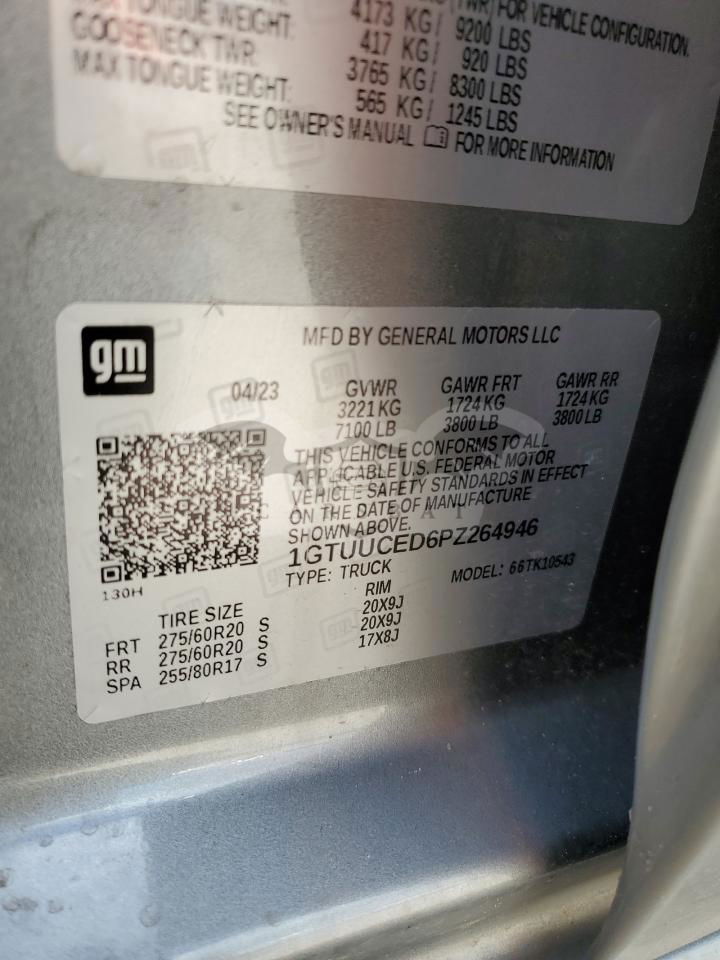 (TWR) FOR VEHICLE CONFIGURATION.
MAX TONGUE WEIGHT: 4173 KG/ 9200 LBS
GOOSENECK TWR: 417 KG/ 920 LBS
MAX TONGUE WEIGHT: 3765 KG/ 8300 LBS
565 KG/ 1245 LBS
SEE OWNER'S MANUAL FOR MORE INFORMATION
gm
MFD BY GENERAL MOTORS LLC
04/23 GVWR GAWR FRT GAWR RR
3221 KG 1724 KG 1724 KG
7100 LB 3800 LB 3800 LB
THIS VEHICLE CONFORMS TO ALL
APPLICABLE U.S. FEDERAL MOTOR
VEHICLE SAFETY STANDARDS IN EFFECT
ON THE DATE OF MANUFACTURE
SHOWN ABOVE.
1GTUUCED6PZ264946
TYPE: TRUCK MODEL: 66TK10543
130H
TIRE SIZE RIM
FRT 275/60R20 S 20X9J
RR 275/60R20 S 20X9J
SPA 255/80R17 S 17X8J